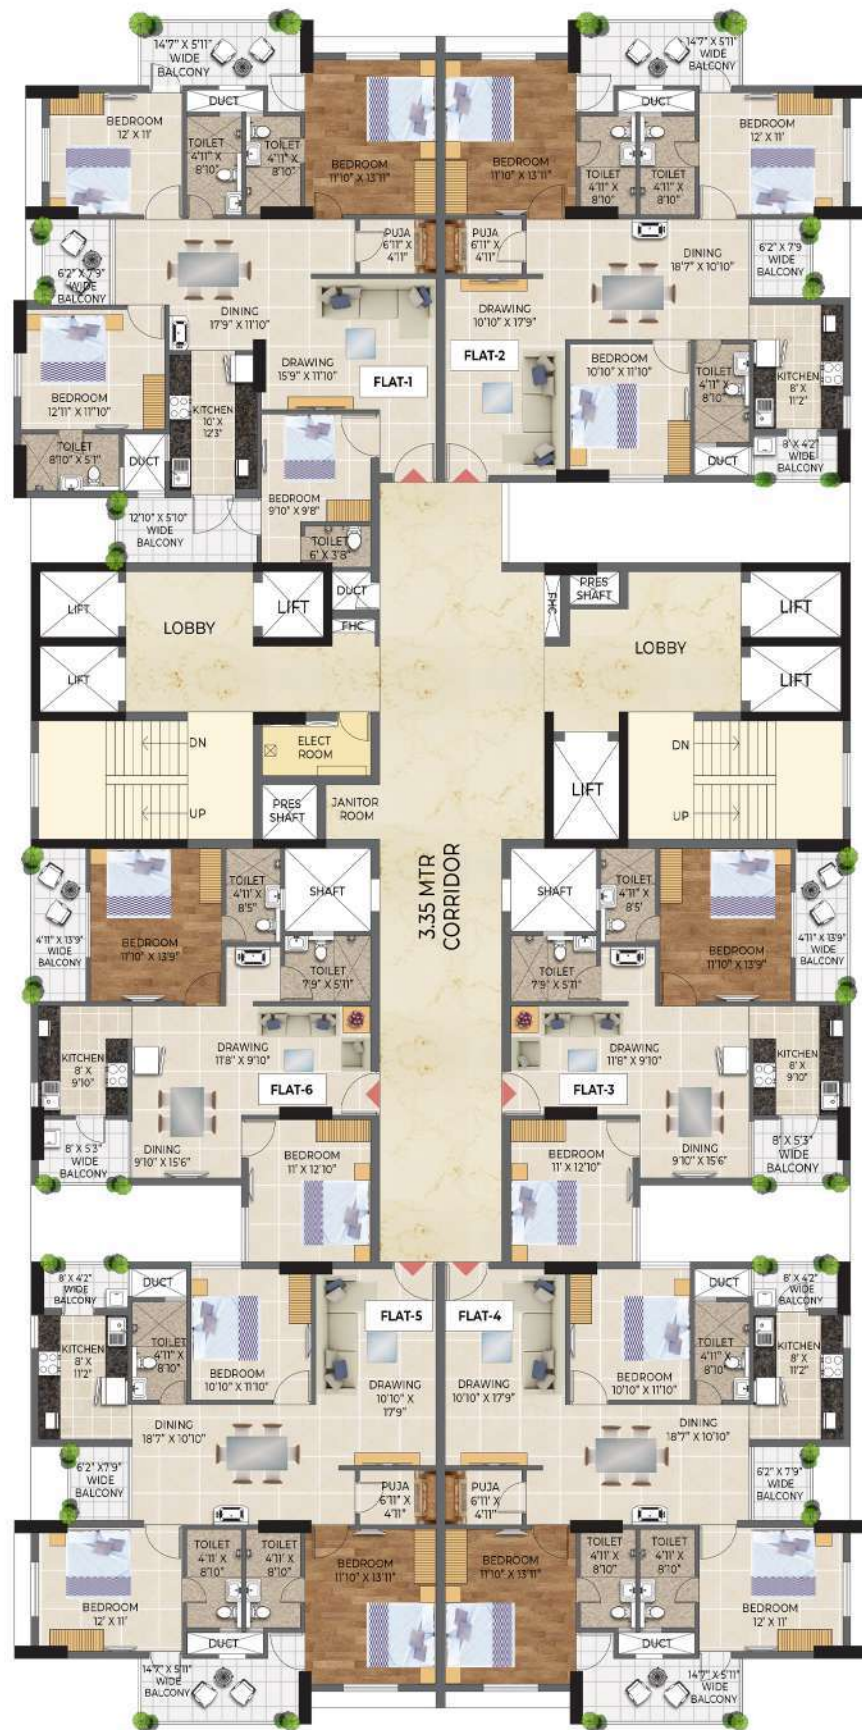 14'7" X 5'11"
WIDE
BALCONY
DUCT
BEDROOM
12' X 11'
TOILET
4'11" X
8'10"
TOILET
4'11" X
8'10"
BEDROOM
11'10" X 13'11"
PUJA
6'11" X
4'11"
6'2" X 7'9"
WIDE
BALCONY
DINING
17'9" X 11'10"
DRAWING
15'9" X 11'10"
FLAT-1
BEDROOM
12'11" X 11'10"
KITCHEN
10' X
12'3"
TOILET
8'10" X 5'1"
DUCT
BEDROOM
9'10" X 9'8"
12'10" X 5'10"
WIDE
BALCONY
TOILET
6' X 3'8"
14'7" X 5'11"
WIDE
BALCONY
DUCT
BEDROOM
11'10" X 13'11"
TOILET
4'11" X
8'10"
TOILET
4'11" X
8'10"
BEDROOM
12' X 11'
PUJA
6'11" X
4'11"
DINING
18'7" X 10'10"
6'2" X 7'9
WIDE
BALCONY
DRAWING
10'10" X 17'9"
FLAT-2
BEDROOM
10'10" X 11'10"
TOILET
4'11" X
8'10"
KITCHEN
8' X
11'2"
DUCT
8' X 4'2"
WIDE
BALCONY
LIFT
LIFT
DUCT
LOBBY
FHC
LIFT
FHC
PRES
SHAFT
LIFT
LOBBY
LIFT
DN
UP
ELECT
ROOM
PRES
SHAFT
JANITOR
ROOM
LIFT
DN
UP
3.35 MTR
CORRIDOR
TOILET
4'11' X
8'5"
SHAFT
4'11" X 13'9"
WIDE
BALCONY
BEDROOM
11'10" X 13'9"
TOILET
7'9" X 5'11"
KITCHEN
8' X
9'10"
DRAWING
11'8" X 9'10"
FLAT-6
8' X 5'3"
WIDE
BALCONY
DINING
9'10" X 15'6"
BEDROOM
11' X 12'10"
SHAFT
TOILET
4'11" X
8'5'
4'11" X 13'9"
WIDE
BALCONY
BEDROOM
11'10" X 13'9"
TOILET
7'9" X 5'11"
DRAWING
11'8" X 9'10"
KITCHEN
8' X
9'10"
FLAT-3
DINING
9'10" X 15'6"
8' X 5'3"
WIDE
BALCONY
BEDROOM
11' X 12'10"
8' X 4'2"
WIDE
BALCONY
DUCT
FLAT-5
KITCHEN
8' X
11'2"
TOILET
4'11" X
8'10"
BEDROOM
10'10" X 11'10"
DRAWING
10'10" X
17'9"
DINING
18'7" X 10'10"
6'2" X 7'9"
WIDE
BALCONY
PUJA
6'11" X
4'11"
TOILET
4'11' X
8'10"
TOILET
4'11' X
8'10"
BEDROOM
11'10" X 13'11"
BEDROOM
12' X 11'
DUCT
14'7" X 5'11"
WIDE
BALCONY
DUCT
8' X 4'2"
WIDE
BALCONY
FLAT-4
TOILET
4'11" X
8'10"
KITCHEN
8' X
11'2"
BEDROOM
10'10" X 11'10"
DRAWING
10'10" X 17'9"
DINING
18'7" X 10'10"
6'2" X 7'9"
WIDE
BALCONY
PUJA
6'11' X
4'11"
BEDROOM
11'10" X 13'11"
TOILET
4'11' X
8'10"
TOILET
4'11' X
8'10"
BEDROOM
12' X 11'
DUCT
14'7" X 5'11"
WIDE
BALCONY